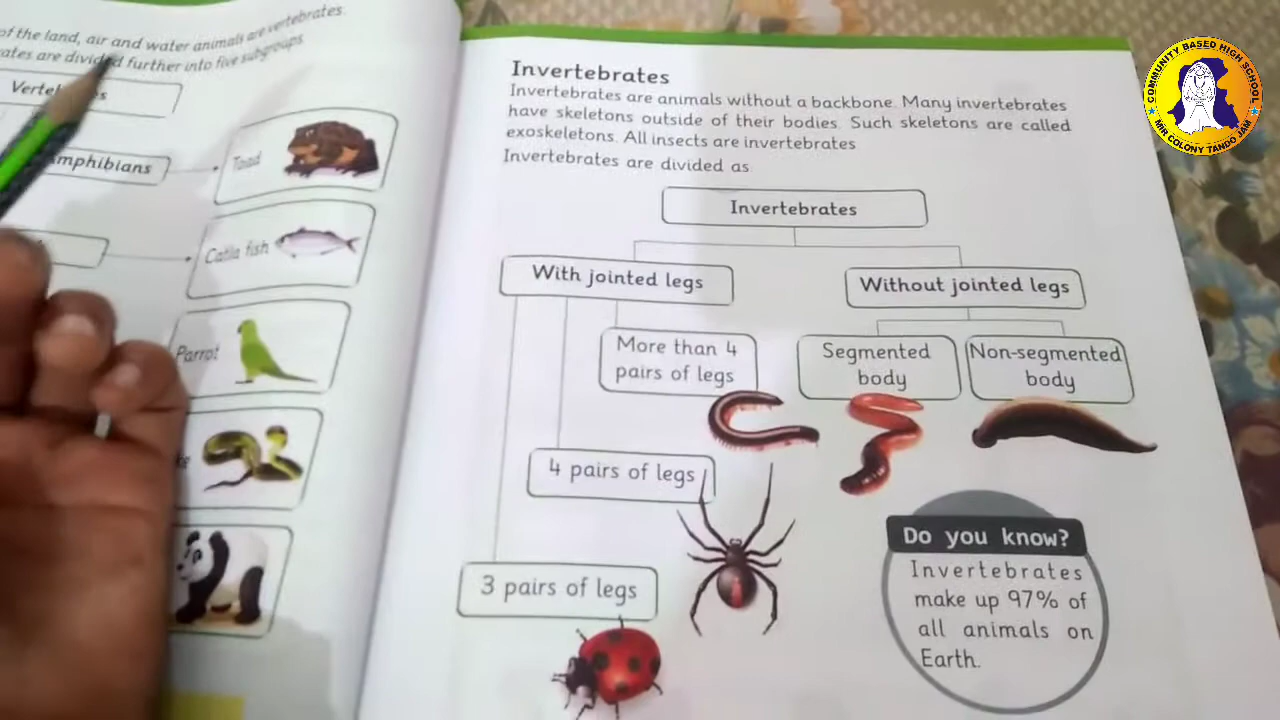 of the land, air and water animals are vertebrates.
are divided further into five subgroups
Toad
Catla fish
Parrot
Invertebrates
Invertebrates are animals without a backbone. Many invertebrates
have skeletons outside of their bodies. Such skeletons are called
exoskeletons. All insects are invertebrates
Invertebrates are divided as
Invertebrates
With jointed legs
Without jointed legs
More than 4
pairs of legs
Segmented
body
Non-segmented
body
4 pairs of legs
3 pairs of legs
Do you know?
Invertebrates
make up 97% of
all animals on
Earth.
COMMUNITY BASED HIGH SCHOOL
MIR COLONY TANDO JAM